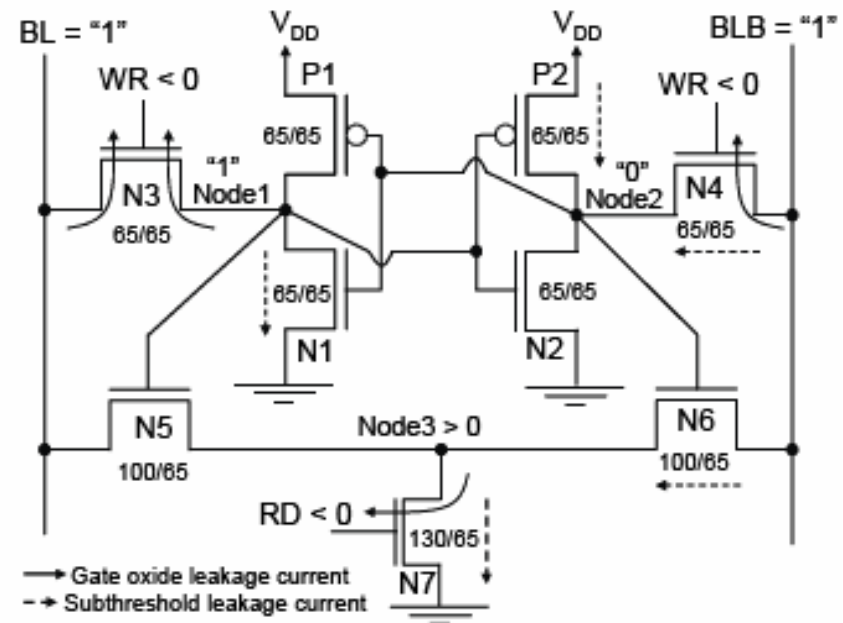 BL = “1”
V_DD
V_DD
BLB = “1”
WR < 0
P1
P2
WR < 0
65/65
65/65
“1”
“0”
N3
Node1
Node2
N4
65/65
65/65
65/65
65/65
N1
N2
N5
Node3 > 0
N6
100/65
100/65
RD < 0
130/65
N7
Gate oxide leakage current
Subthreshold leakage current